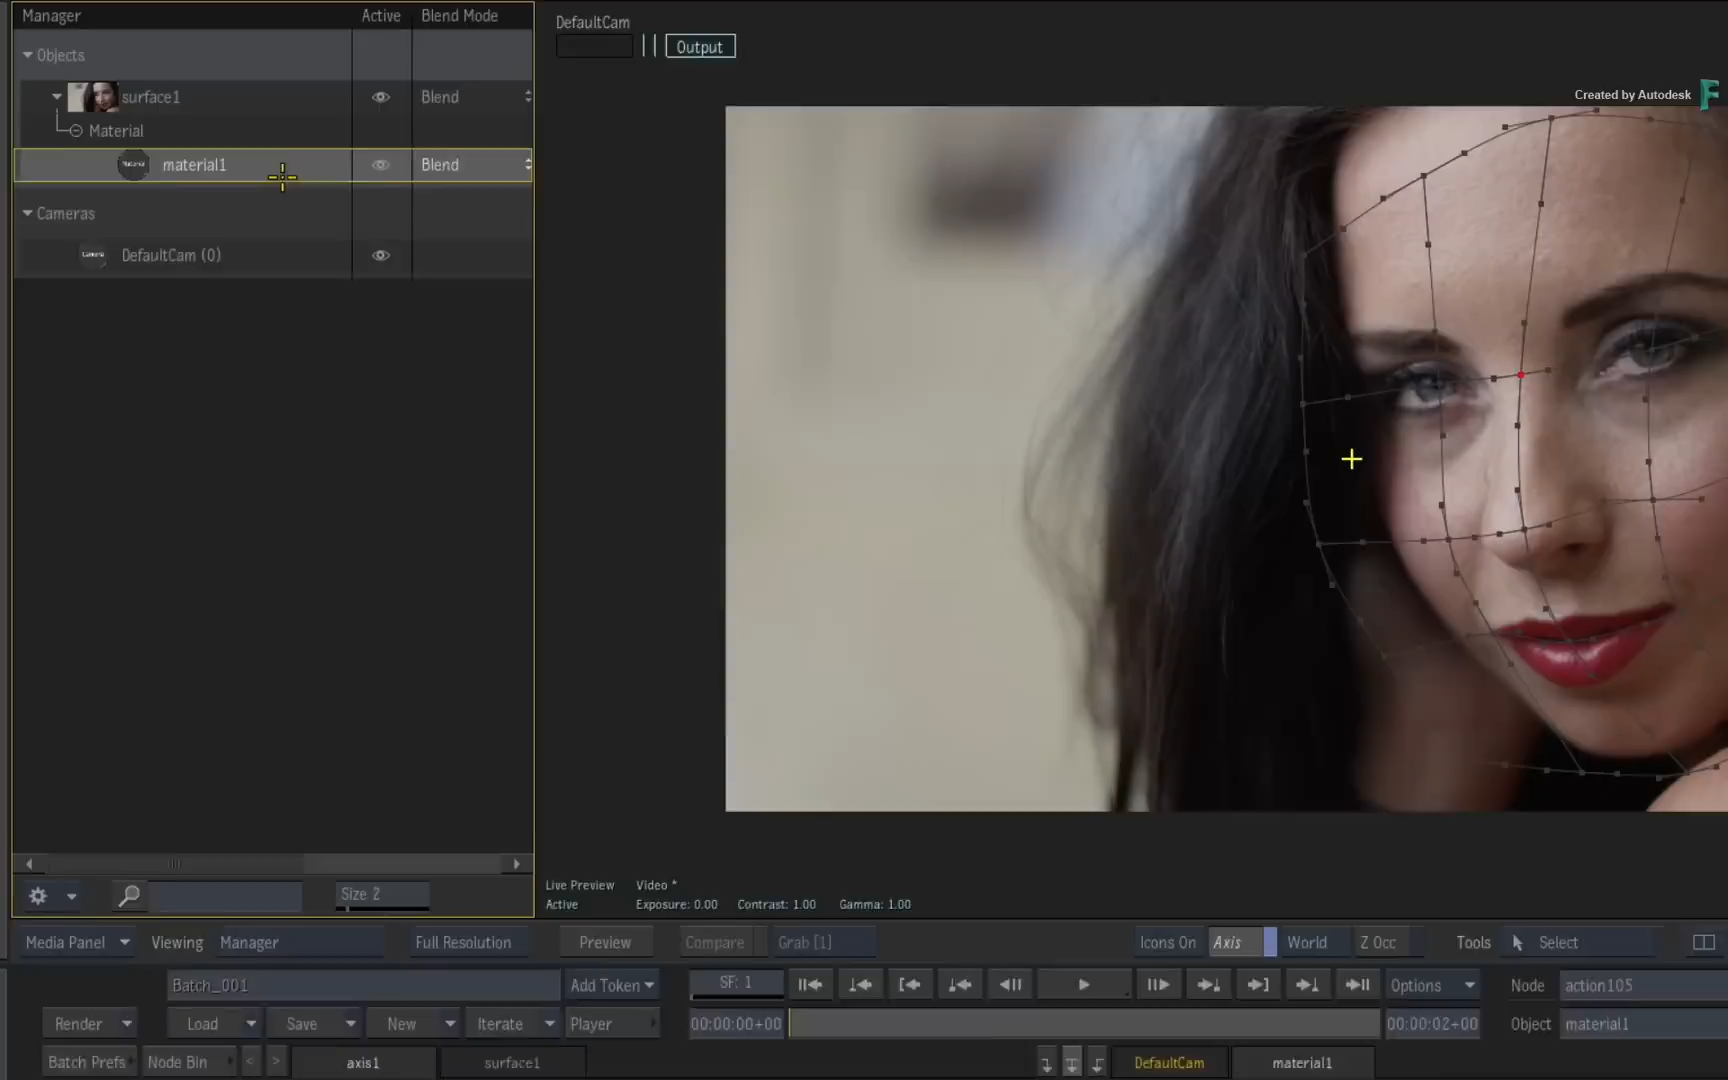 Manager Active Blend Mode
Objects
surface1 Blend
Material
Material material1 Blend
Cameras
Camera DefaultCam (0)
Size 2
DefaultCam
Output
Created by Autodesk
Live Preview Video *
Active Exposure: 0.00 Contrast: 1.00 Gamma: 1.00
Media Panel Viewing Manager Full Resolution Preview Compare Grab [1] Icons On Axis World Z Occ Tools Select
Batch_001 Add Token SF: 1 Options Node action105
Render Load Save New Iterate Player 00:00:00+00 00:00:02+00 Object material1
Batch Prefs Node Bin < > axis1 surface1 DefaultCam material1